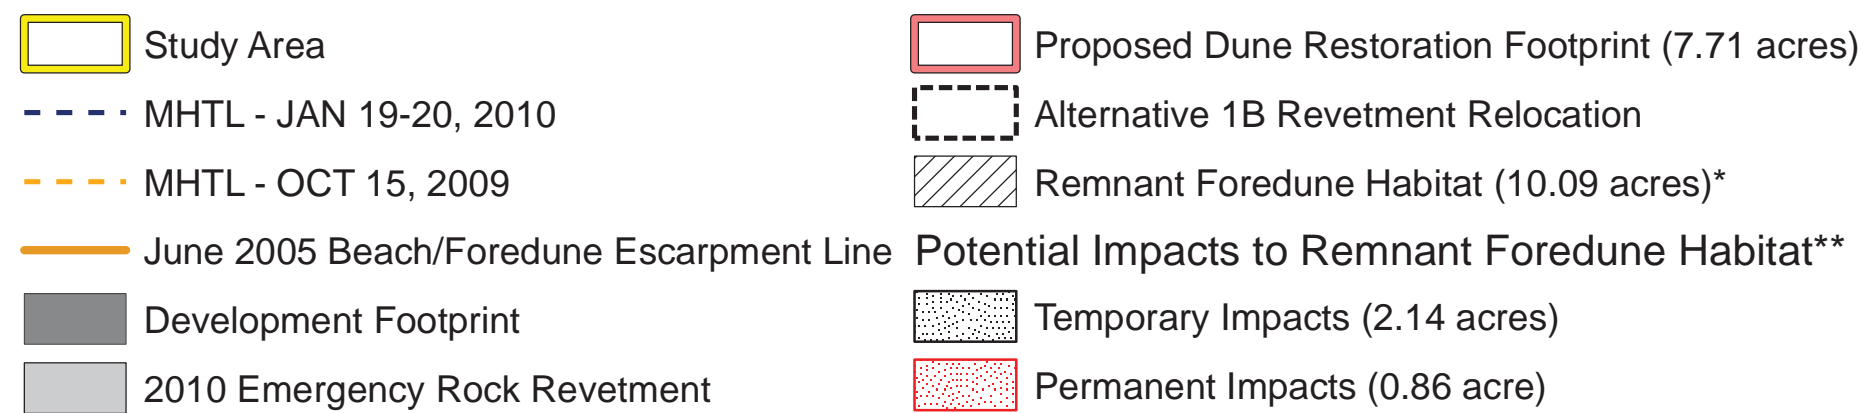 Study Area
MHTL - JAN 19-20, 2010
MHTL - OCT 15, 2009
June 2005 Beach/Foredune Escarpment Line
Development Footprint
2010 Emergency Rock Revetment
Proposed Dune Restoration Footprint (7.71 acres)
Alternative 1B Revetment Relocation
Remnant Foredune Habitat (10.09 acres)*
Potential Impacts to Remnant Foredune Habitat**
Temporary Impacts (2.14 acres)
Permanent Impacts (0.86 acre)